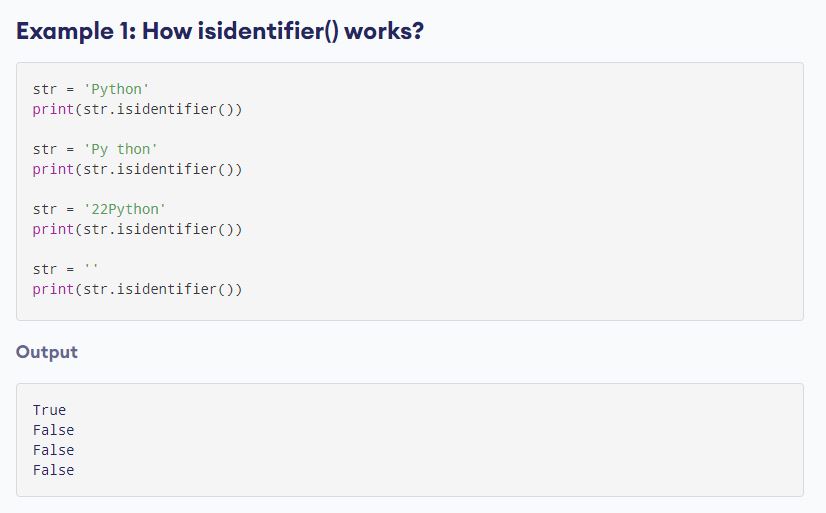 Example 1: How isidentifier() works?
str = 'Python'
print(str.isidentifier())
str = 'Py thon'
print(str.isidentifier())
str = '22Python'
print(str.isidentifier())
str = ''
print(str.isidentifier())
Output
True
False
False
False